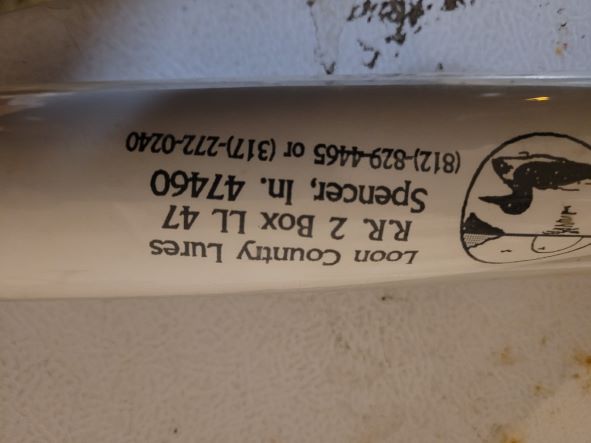 Loon Country Lures
R.R. 2 Box LL 47
Spencer, In. 47460
(812)-829-4465 or (317)-272-0240